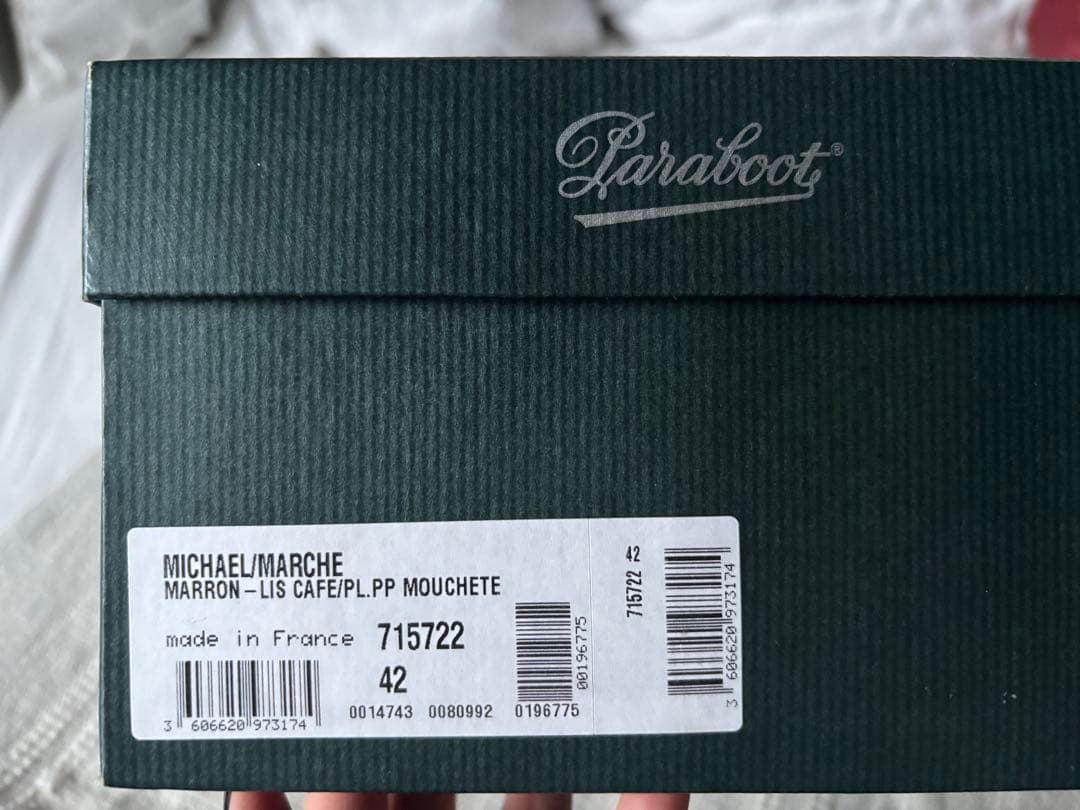 Paraboot®
MICHAEL/MARCHE
MARRON-LIS CAFE/PL.PP MOUCHETE
made in France 715722
42
3 606620 973174
0014743 0080992 0196775
00196775
715722 42
3 606620 973174